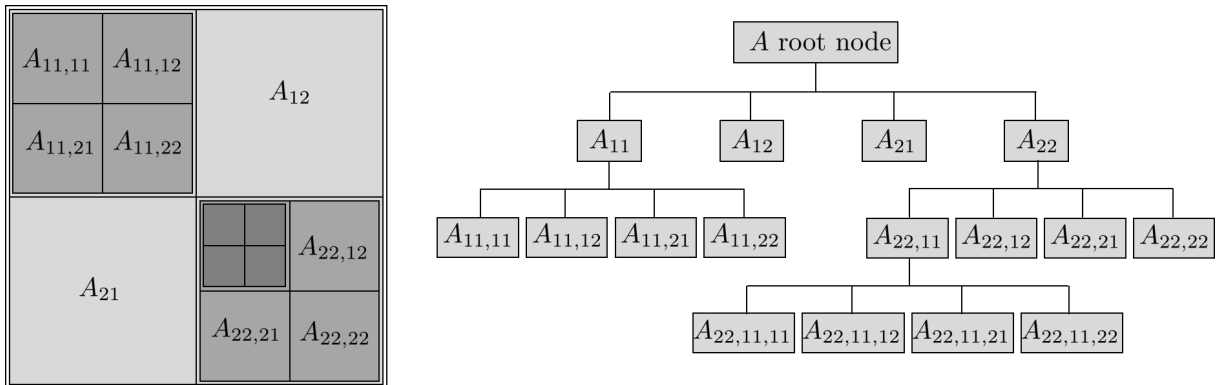 A₁₁,₁₁ A₁₁,₁₂
A₁₂
A₁₁,₂₁ A₁₁,₂₂
A₂₂,₁₂
A₂₁
A₂₂,₂₁ A₂₂,₂₂
A root node
A₁₁ A₁₂ A₂₁ A₂₂
A₁₁,₁₁ A₁₁,₁₂ A₁₁,₂₁ A₁₁,₂₂ A₂₂,₁₁ A₂₂,₁₂ A₂₂,₂₁ A₂₂,₂₂
A₂₂,₁₁,₁₁ A₂₂,₁₁,₁₂ A₂₂,₁₁,₂₁ A₂₂,₁₁,₂₂